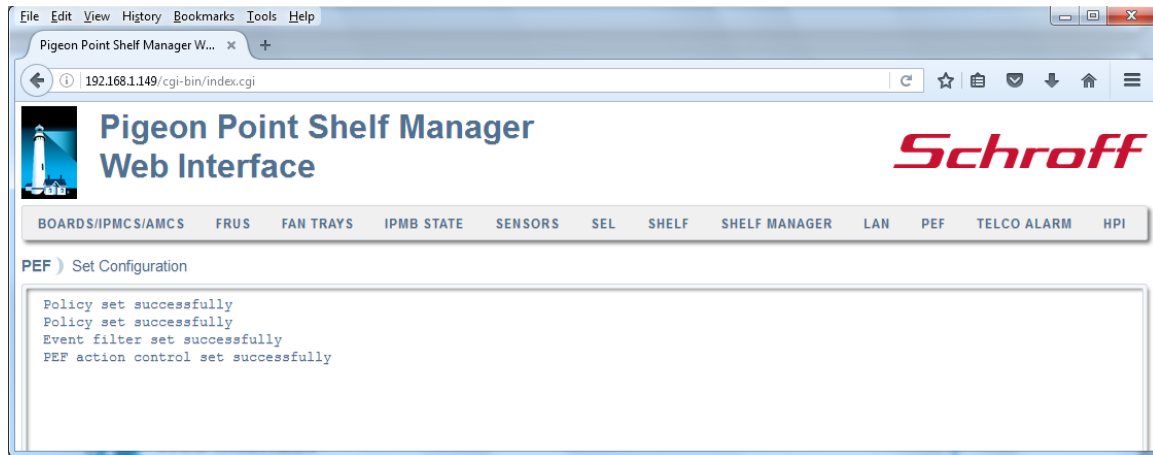 File Edit View History Bookmarks Tools Help
Pigeon Point Shelf Manager W... × +
192.168.1.149/cgi-bin/index.cgi
Pigeon Point Shelf Manager
Web Interface
Schroff
BOARDS/IPMCS/AMCS FRUS FAN TRAYS IPMB STATE SENSORS SEL SHELF SHELF MANAGER LAN PEF TELCO ALARM HPI
PEF ) Set Configuration
Policy set successfully
Policy set successfully
Event filter set successfully
PEF action control set successfully